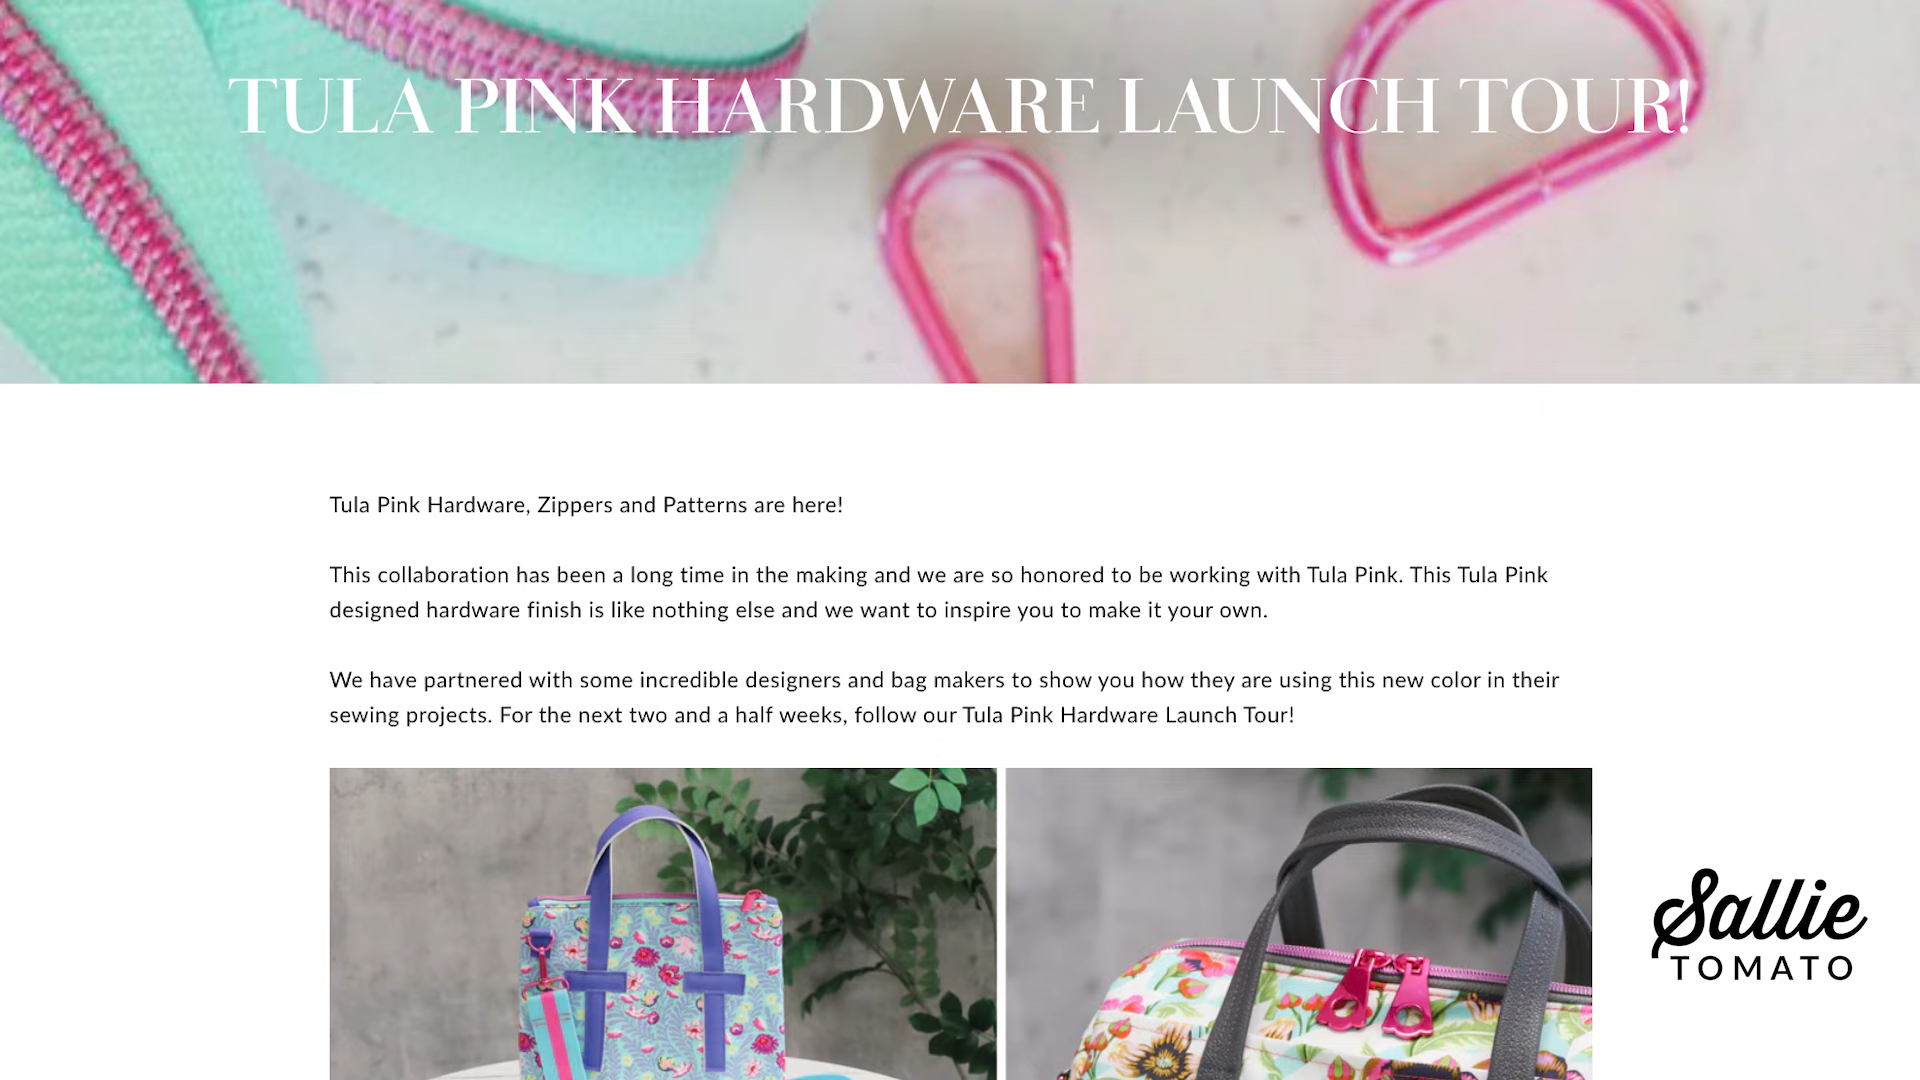 TULA PINK HARDWARE LAUNCH TOUR!
Tula Pink Hardware, Zippers and Patterns are here!
This collaboration has been a long time in the making and we are so honored to be working with Tula Pink. This Tula Pink
designed hardware finish is like nothing else and we want to inspire you to make it your own.
We have partnered with some incredible designers and bag makers to show you how they are using this new color in their
sewing projects. For the next two and a half weeks, follow our Tula Pink Hardware Launch Tour!
Sallie
TOMATO